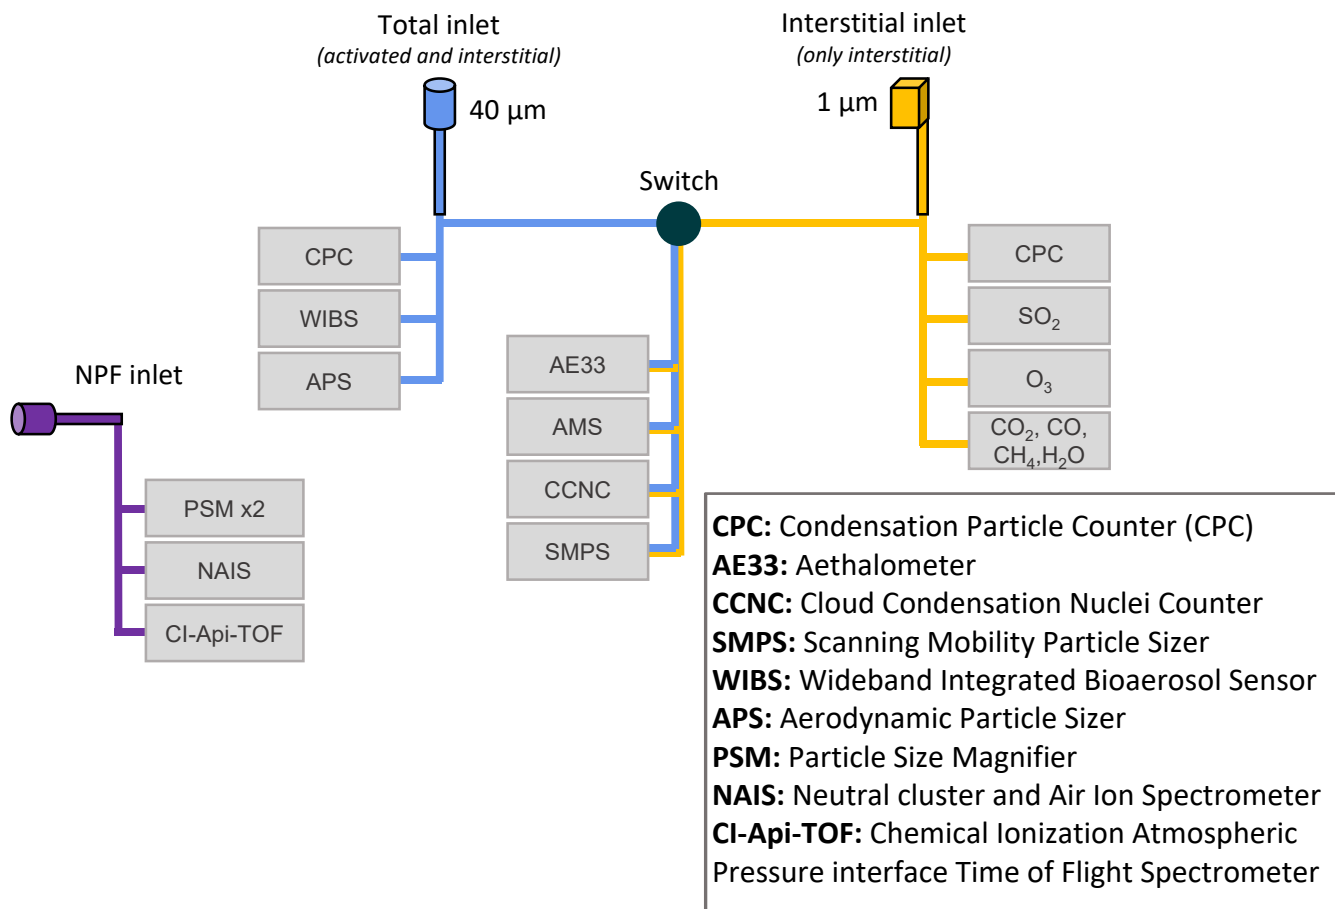 Total inlet
(activated and interstitial)
40 µm
Interstitial inlet
(only interstitial)
1 µm
Switch
CPC
WIBS
APS
CPC
SO₂
O₃
CO₂, CO,
CH₄,H₂O
AE33
AMS
CCNC
SMPS
NPF inlet
PSM x2
NAIS
CI-Api-TOF
CPC: Condensation Particle Counter (CPC)
AE33: Aethalometer
CCNC: Cloud Condensation Nuclei Counter
SMPS: Scanning Mobility Particle Sizer
WIBS: Wideband Integrated Bioaerosol Sensor
APS: Aerodynamic Particle Sizer
PSM: Particle Size Magnifier
NAIS: Neutral cluster and Air Ion Spectrometer
CI-Api-TOF: Chemical Ionization Atmospheric
Pressure interface Time of Flight Spectrometer